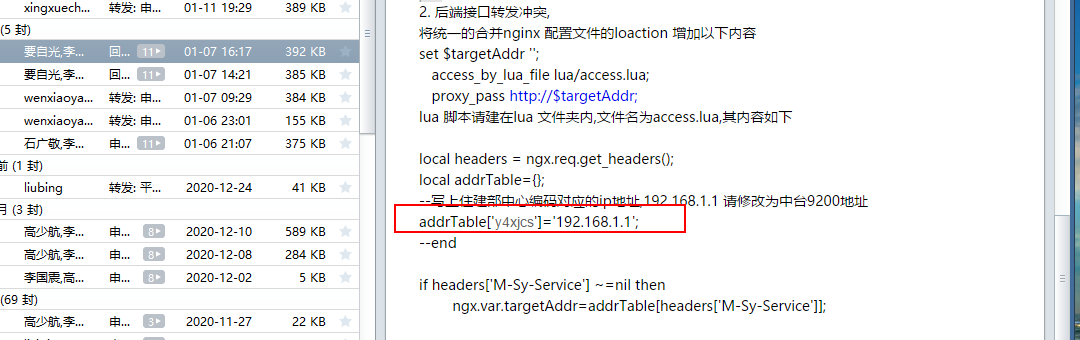 xingxuech... 转发: 申... 01-11 19:29 389 KB
(5 封)
要自光,李... 回... 11 01-07 16:17 392 KB
要自光,李... 回... 11 01-07 14:21 385 KB
wenxiaoya... 转发: 申... 01-07 09:29 384 KB
wenxiaoya... 转发: 申... 01-06 23:01 155 KB
石广敬,李... 申... 11 01-06 21:07 375 KB
前 (1 封)
liubing 转发: 平... 2020-12-24 41 KB
月 (3 封)
高少航,李... 申... 8 2020-12-10 589 KB
高少航,李... 申... 8 2020-12-08 284 KB
李国震,高... 申... 8 2020-12-02 5 KB
(69 封)
高少航,李... 申... 3 2020-11-27 22 KB
2. 后端接口转发冲突,
将统一的合并nginx 配置文件的loaction 增加以下内容
set $targetAddr '';
access_by_lua_file lua/access.lua;
proxy_pass http://$targetAddr;
lua 脚本请建在lua 文件夹内,文件名为access.lua,其内容如下
local headers = ngx.req.get_headers();
local addrTable={};
--写上住建部中心编码对应的ip地址,192.168.1.1 请修改为中台9200地址
addrTable['y4xjcs']='192.168.1.1';
--end
if headers['M-Sy-Service'] ~=nil then
ngx.var.targetAddr=addrTable[headers['M-Sy-Service']];